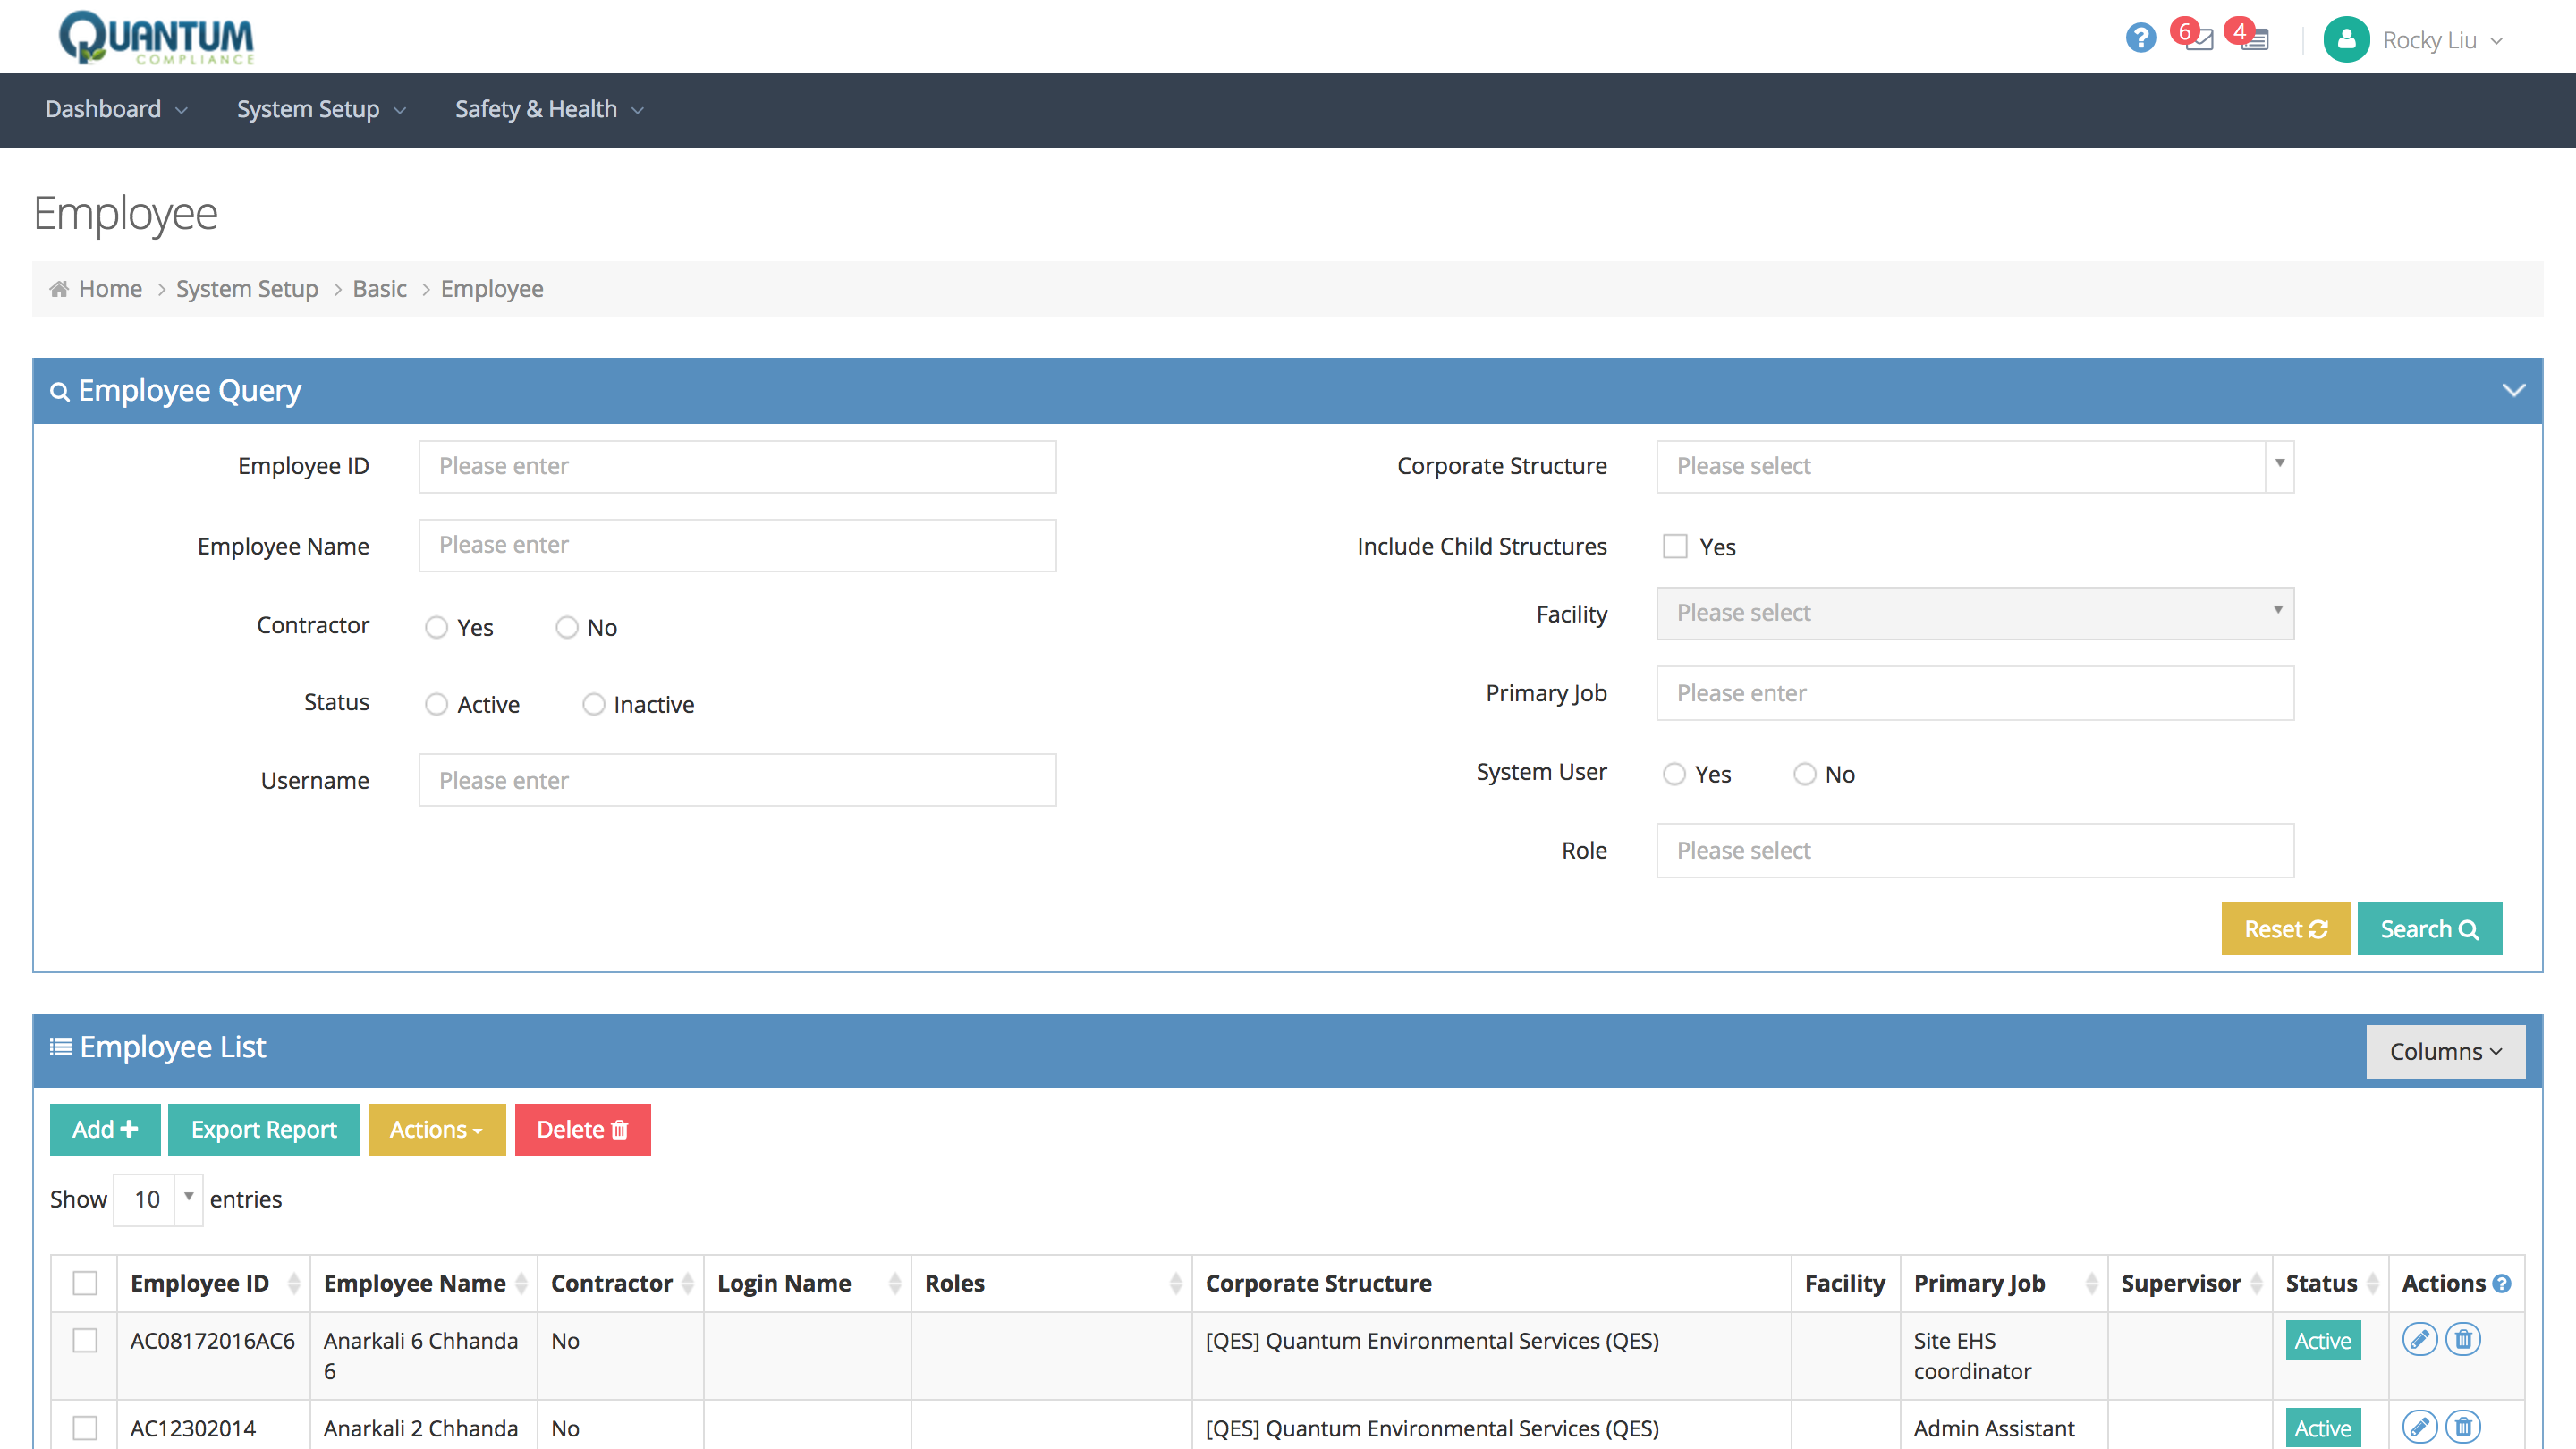 QUANTUM
COMPLIANCE
? 6 4 Rocky Liu
Dashboard System Setup Safety & Health
Employee
Home > System Setup > Basic > Employee
Employee Query
Employee ID Please enter Corporate Structure Please select
Employee Name Please enter Include Child Structures Yes
Contractor Yes No Facility Please select
Status Active Inactive Primary Job Please enter
Username Please enter System User Yes No
Role Please select
Reset Search
Employee List Columns
Add Export Report Actions Delete
Show 10 entries
Employee ID Employee Name Contractor Login Name Roles Corporate Structure Facility Primary Job Supervisor Status Actions ?
AC08172016AC6 Anarkali 6 Chhanda No [QES] Quantum Environmental Services (QES) Site EHS Active
6 coordinator
AC12302014 Anarkali 2 Chhanda No [QES] Quantum Environmental Services (QES) Admin Assistant Active